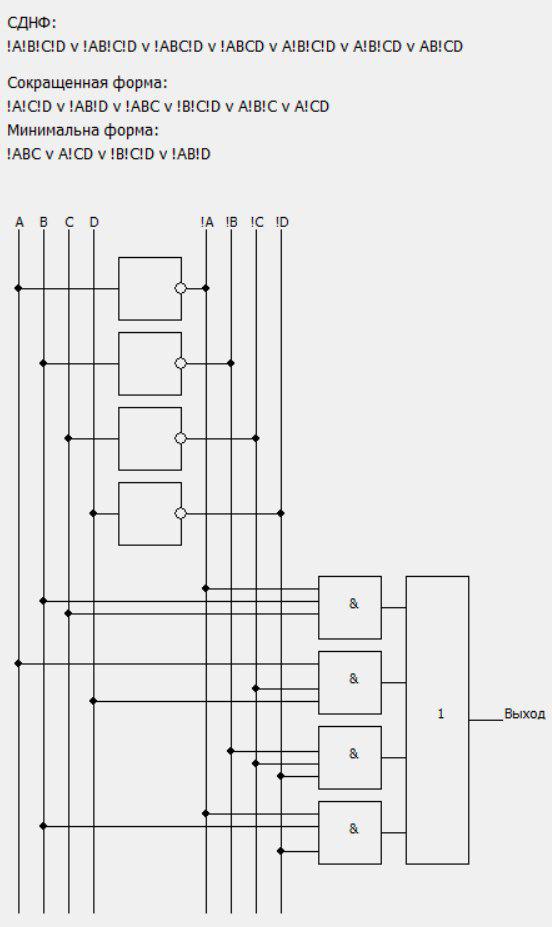 СДНФ:
!A!B!C!D v !AB!C!D v !ABC!D v !ABCD v A!B!C!D v A!B!CD v AB!CD
Сокращенная форма:
!A!C!D v !AB!D v !ABC v !B!C!D v A!B!C v A!CD
Минимальна форма:
!ABC v A!CD v !B!C!D v !AB!D
A B C D !A !B !C !D
&
&
1 Выход
&
&